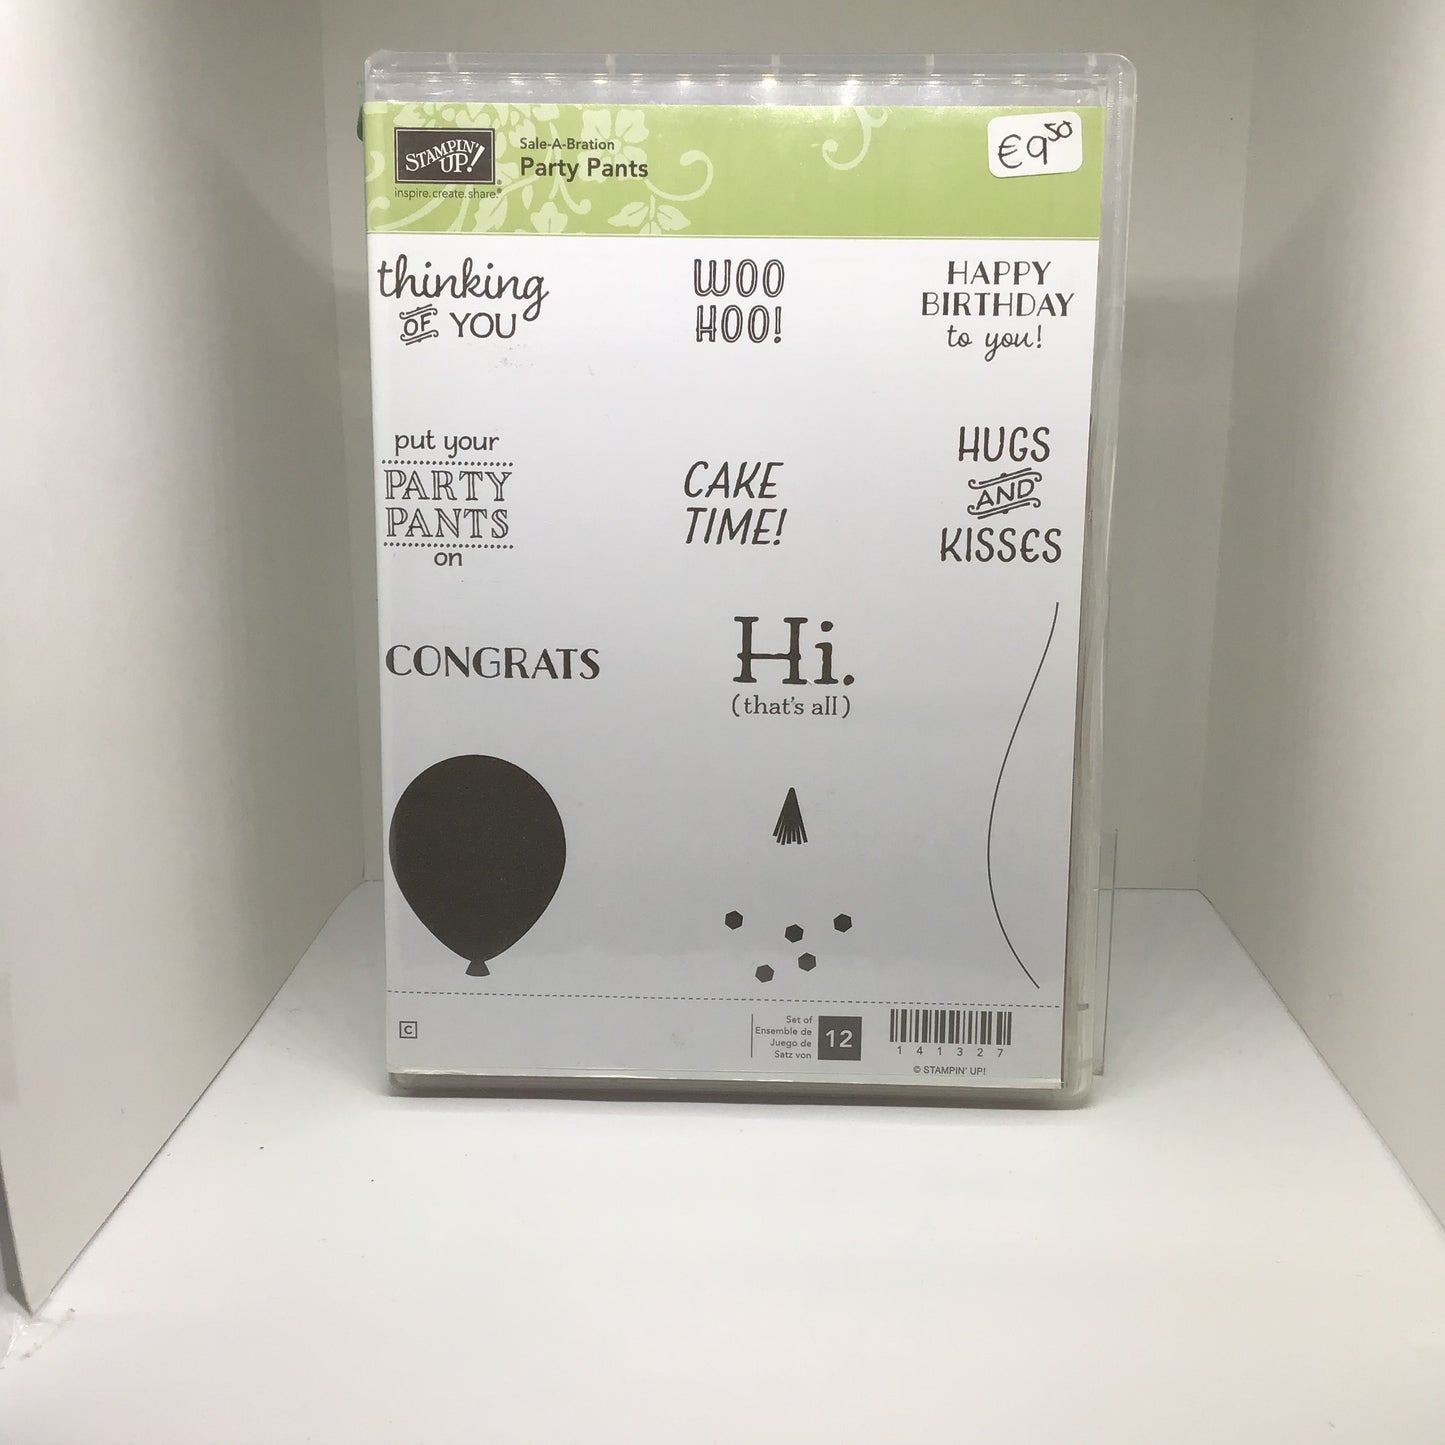 STAMPIN' UP!
inspire.create.share.®
Sale-A-Bration
Party Pants
€9⁵⁰
thinking
OF YOU
WOO
HOO!
HAPPY
BIRTHDAY
to you!
put your
PARTY
PANTS
on
CAKE
TIME!
HUGS
AND
KISSES
CONGRATS
Hi.
(that's all)
C
Set of
Ensemble de
Juego de
Satz von
12
141327
© STAMPIN' UP!